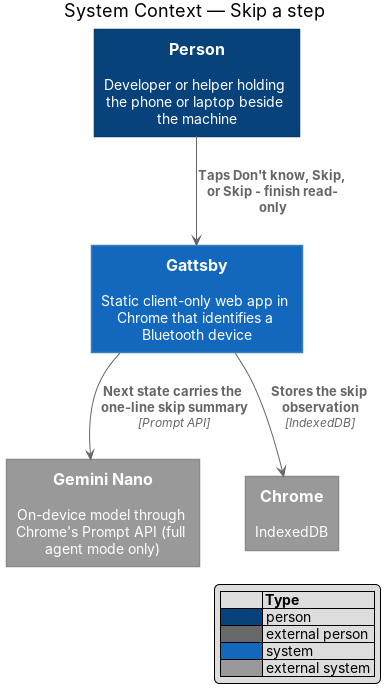 System Context — Skip a step
Person
Developer or helper holding
the phone or laptop beside
the machine
Taps Don't know, Skip,
or Skip - finish read-
only
Gattsby
Static client-only web app in
Chrome that identifies a
Bluetooth device
Next state carries the
one-line skip summary
[Prompt API]
Stores the skip
observation
[IndexedDB]
Gemini Nano
On-device model through
Chrome's Prompt API (full
agent mode only)
Chrome
IndexedDB
Type
person
external person
system
external system